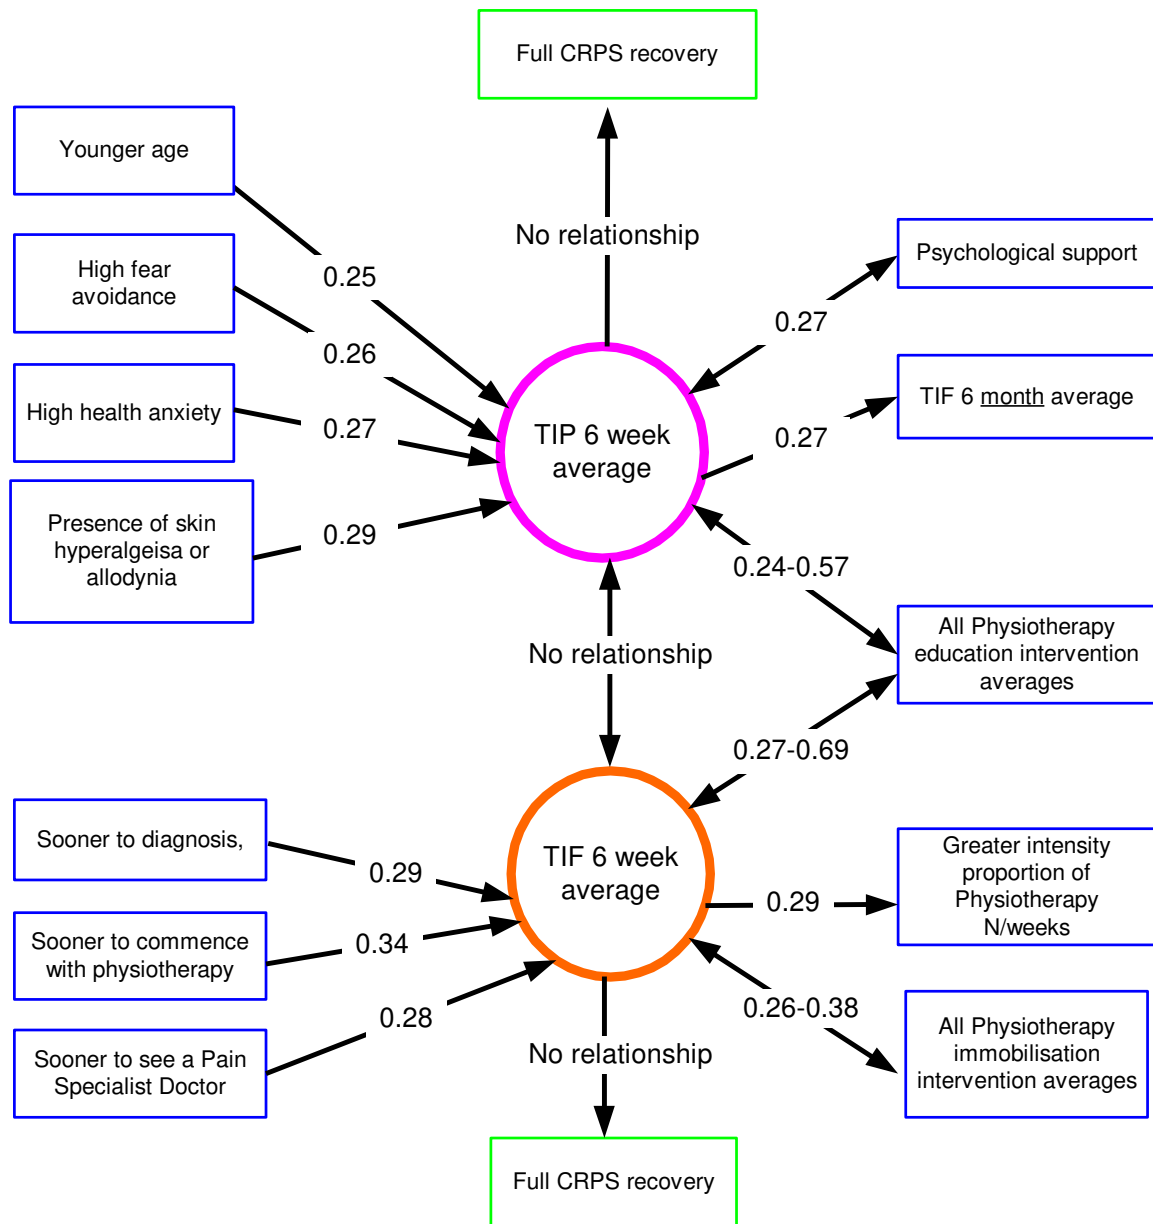 Full CRPS recovery
Younger age
No relationship
Psychological support
High fear
avoidance
0.25
0.27
0.26
TIF 6 month average
High health anxiety
0.27
TIP 6 week
average
0.27
Presence of skin
hyperalgeisa or
allodynia
0.29
0.24-0.57
No relationship
All Physiotherapy
education intervention
averages
0.27-0.69
Sooner to diagnosis,
0.29
TIF 6 week
average
Greater intensity
proportion of
Physiotherapy
N/weeks
0.29
Sooner to commence
with physiotherapy
0.34
0.26-0.38
0.28
Sooner to see a Pain
Specialist Doctor
No relationship
All Physiotherapy
immobilisation
intervention averages
Full CRPS recovery